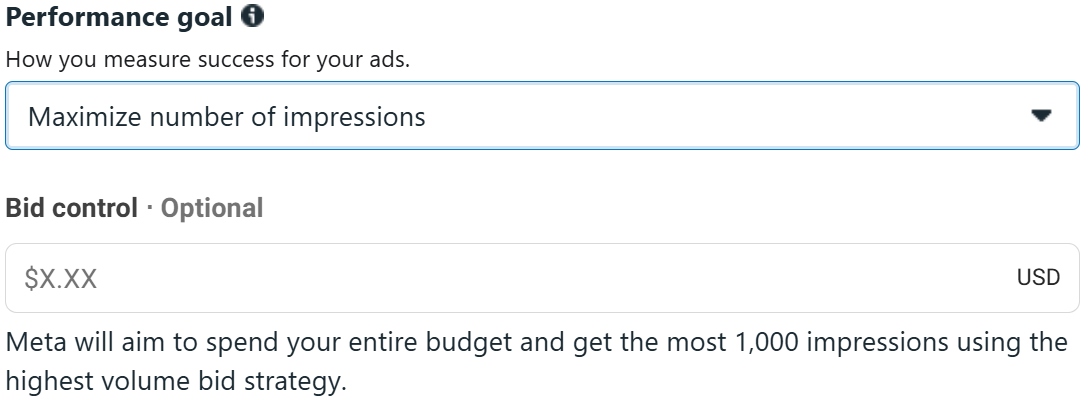 Performance goal
How you measure success for your ads.
Maximize number of impressions
Bid control · Optional
$X.XX USD
Meta will aim to spend your entire budget and get the most 1,000 impressions using the
highest volume bid strategy.